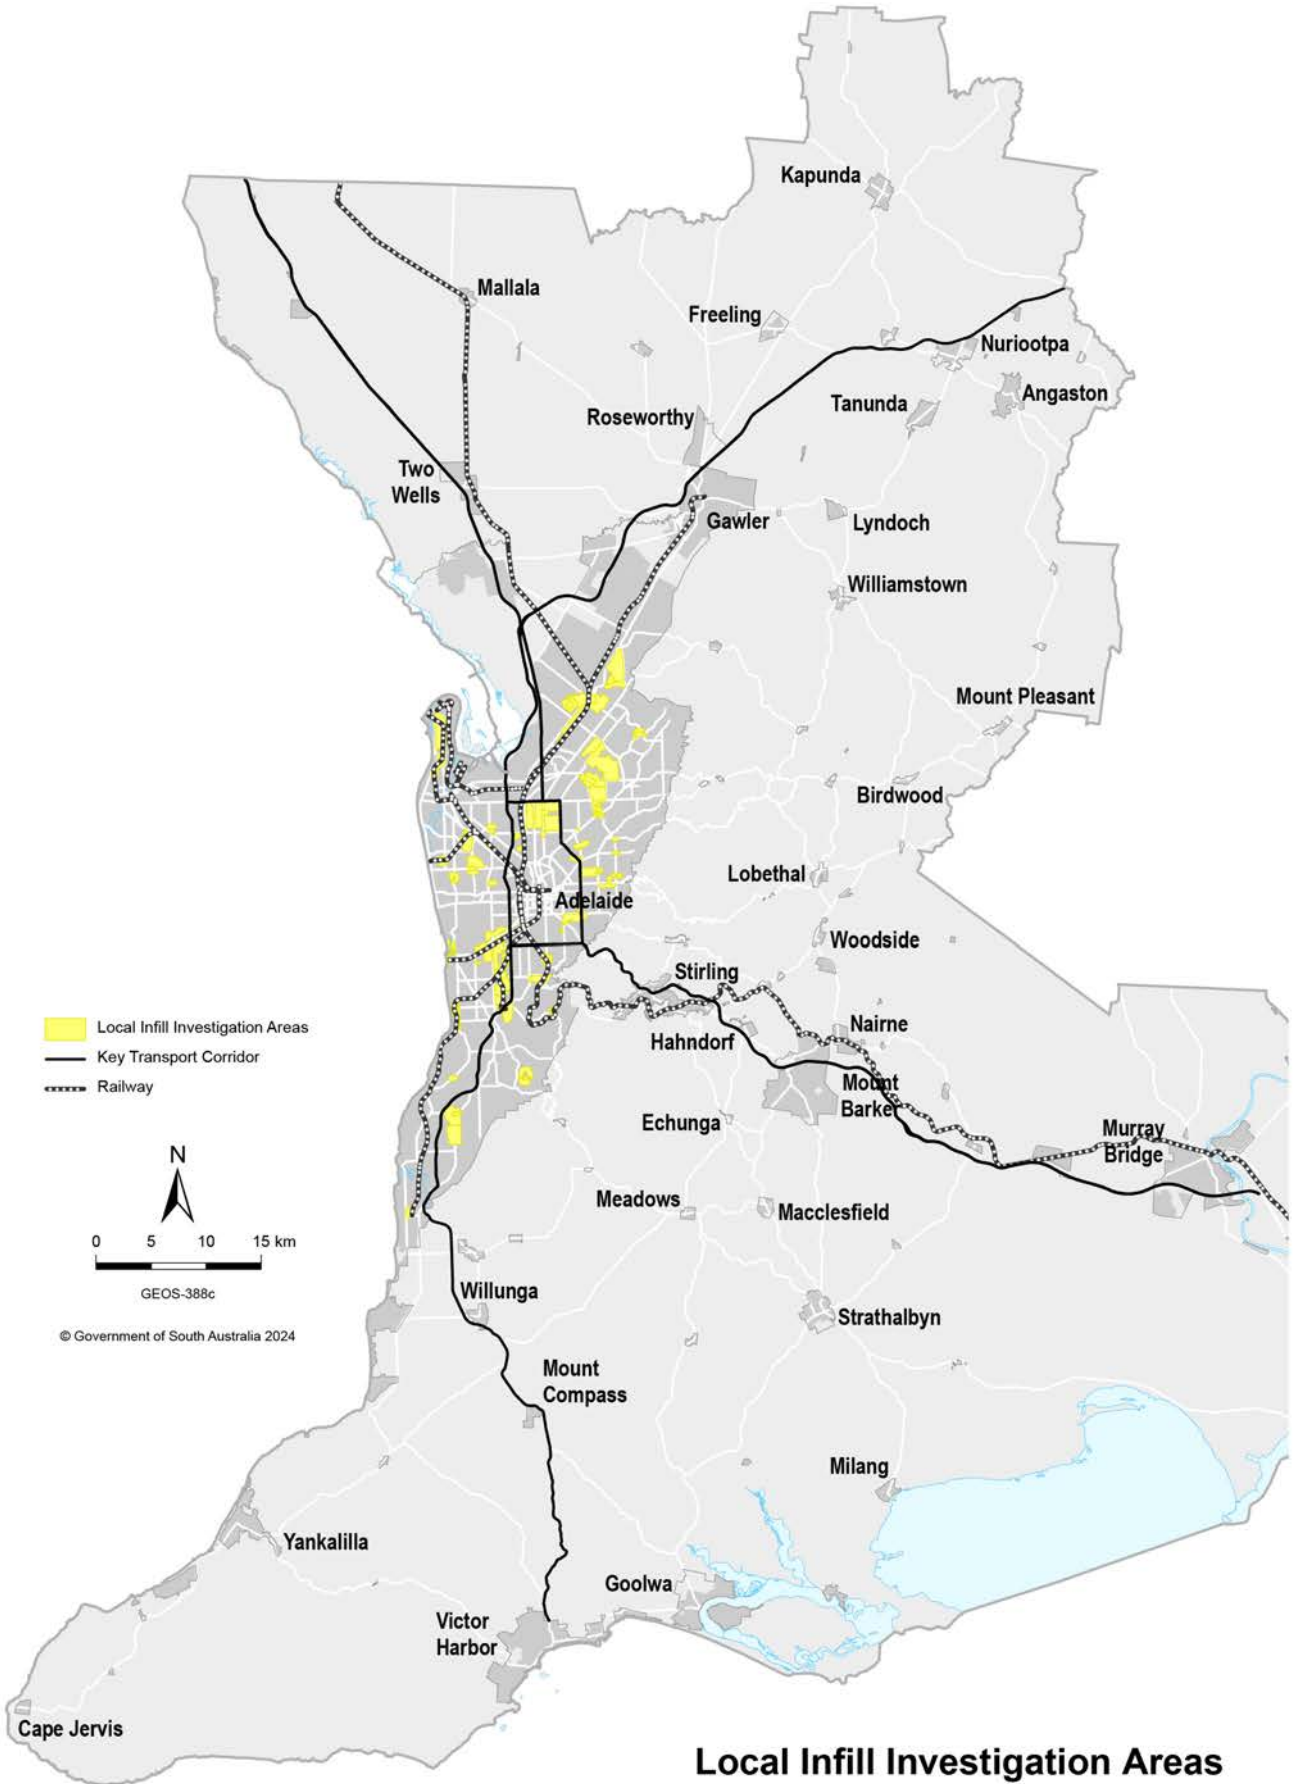 Kapunda
Mallala
Freeling
Nuriootpa
Angaston
Tanunda
Roseworthy
Two
Wells
Gawler
Lyndoch
Williamstown
Mount Pleasant
Birdwood
Lobethal
Adelaide
Woodside
Stirling
Local Infill Investigation Areas
Nairne
Hahndorf
Key Transport Corridor
Railway
Mount
Barker
Echunga
Murray
Bridge
N
Meadows
Macclesfield
0 5 10 15 km
GEOS-388c
Willunga
Strathalbyn
© Government of South Australia 2024
Mount
Compass
Milang
Yankalilla
Goolwa
Victor
Harbor
Cape Jervis
Local Infill Investigation Areas